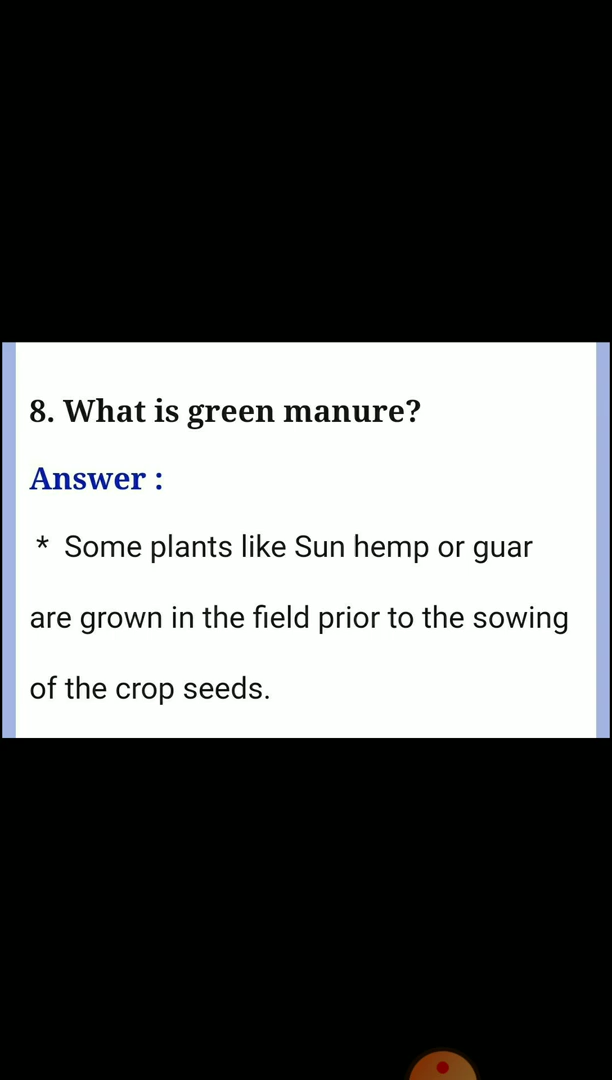 8. What is green manure?
Answer :
* Some plants like Sun hemp or guar
are grown in the field prior to the sowing
of the crop seeds.